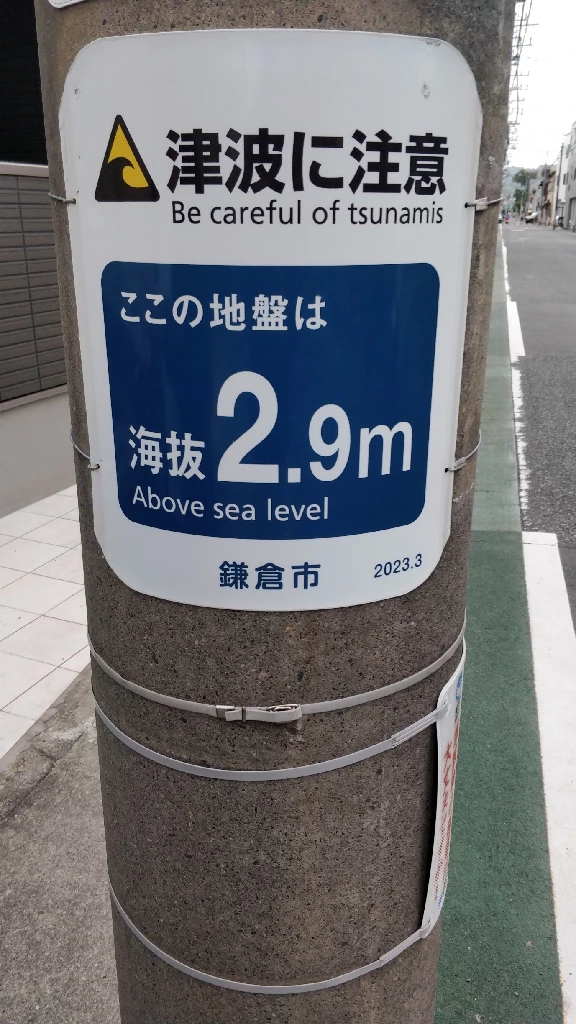 津波に注意
Be careful of tsunamis
ここの地盤は
海抜2.9m
Above sea level
鎌倉市 2023.3